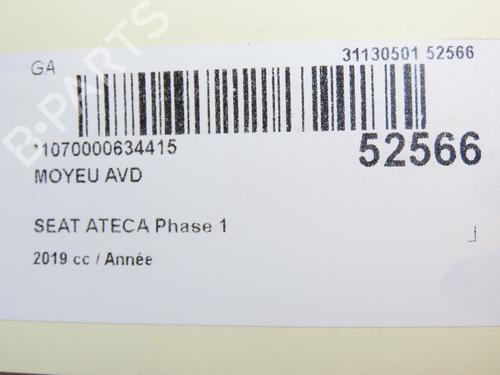 GA
31130501 52566
*1070000634415
52566
MOYEU AVD
SEAT ATECA Phase 1
2019 cc / Année
B-PARTS